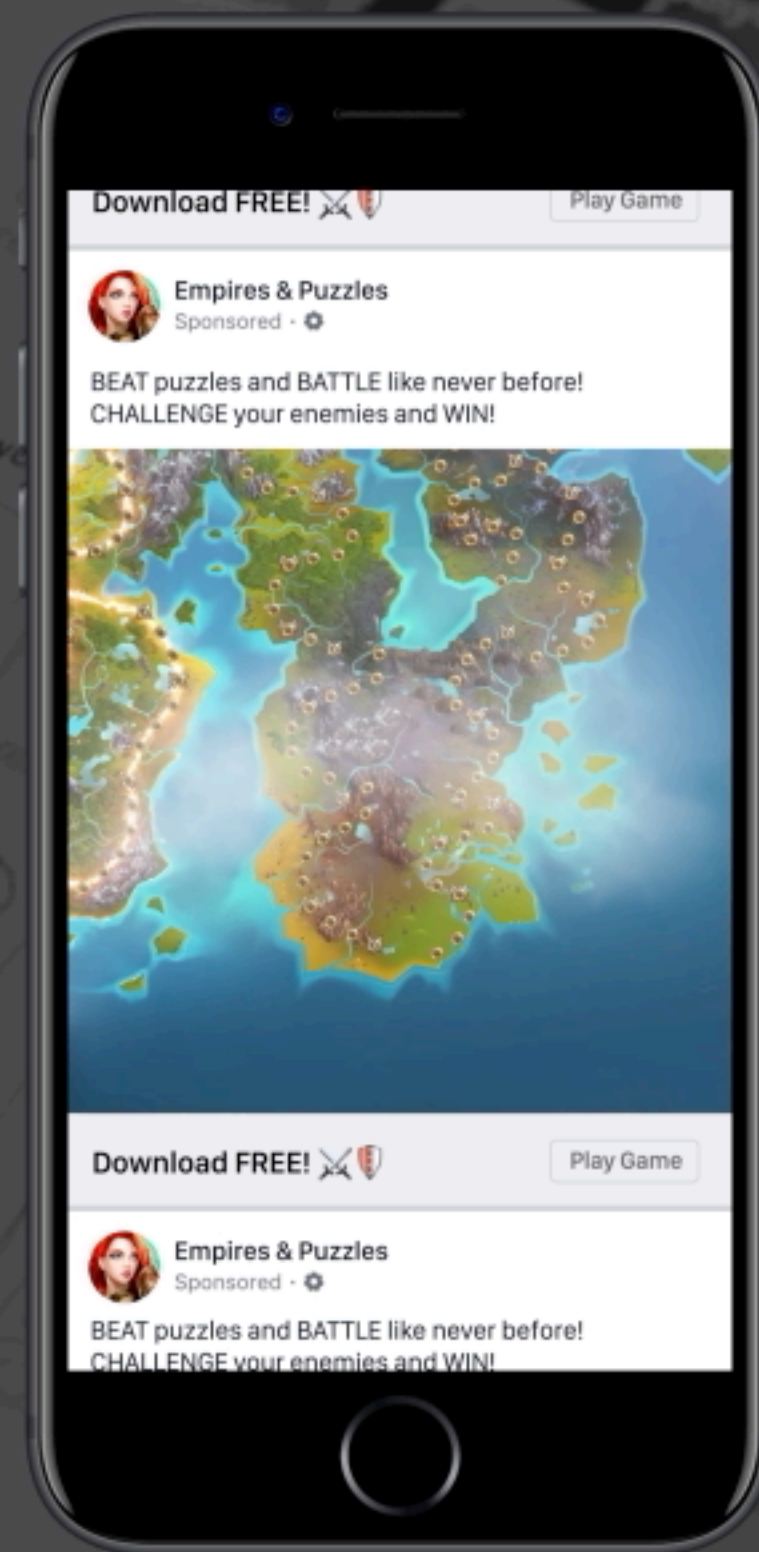 Download FREE! ⚔️🛡️ Play Game
Empires & Puzzles
Sponsored ·
BEAT puzzles and BATTLE like never before!
CHALLENGE your enemies and WIN!
Download FREE! ⚔️🛡️ Play Game
Empires & Puzzles
Sponsored ·
BEAT puzzles and BATTLE like never before!
CHALLENGE your enemies and WIN!